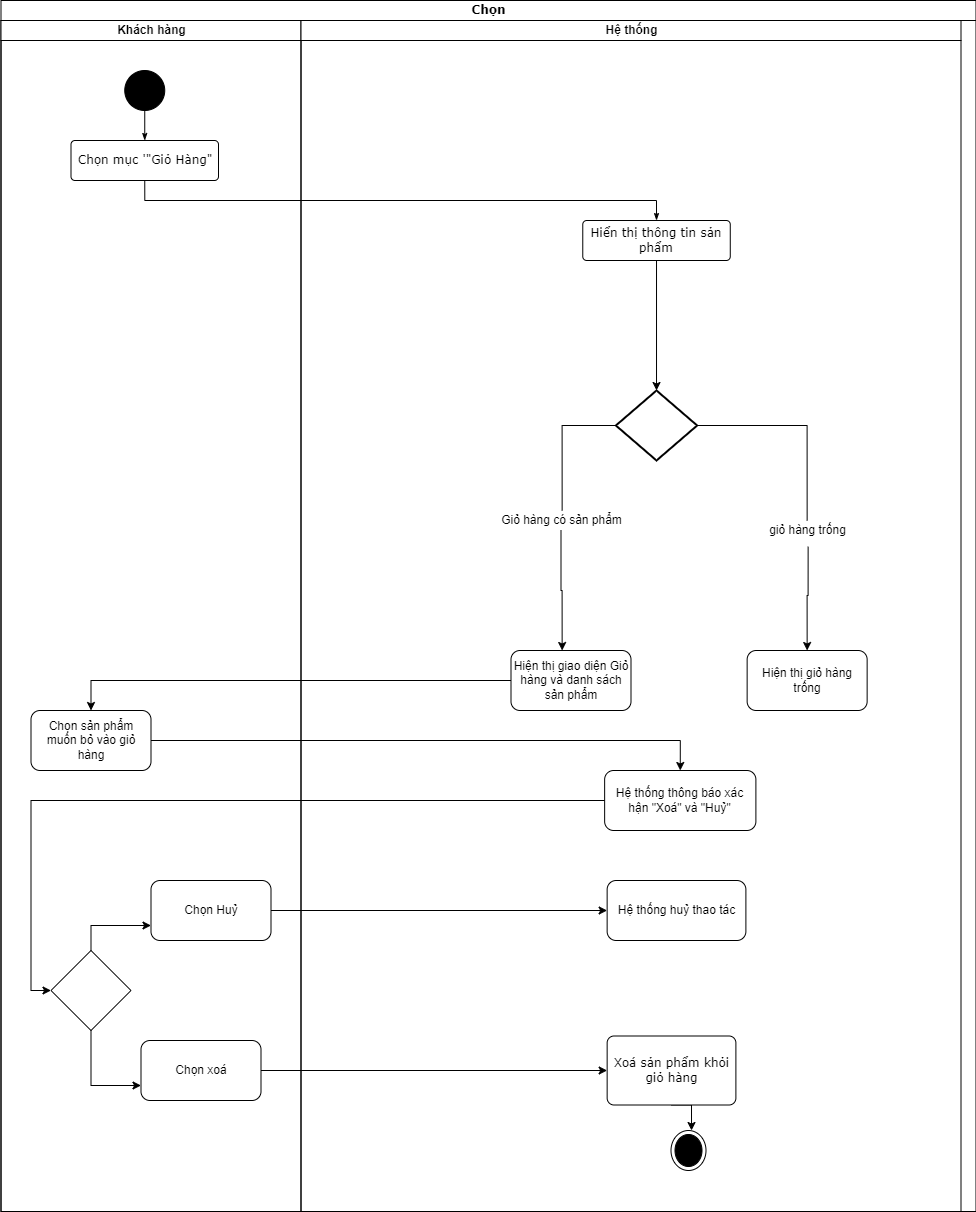 Chọn
Khách hàng
Hệ thống
Chọn mục '"Giỏ Hàng"
Hiển thị thông tin sản
phẩm
Giỏ hàng có sản phẩm
giỏ hàng trống
Hiện thị giao diện Giỏ
hàng và danh sách
sản phẩm
Hiện thị giỏ hàng
trống
Chọn sản phẩm
muốn bỏ vào giỏ
hàng
Hệ thống thông báo xác
hận "Xoá" và "Huỷ"
Chọn Huỷ
Hệ thống huỷ thao tác
Chọn xoá
Xoá sản phẩm khỏi
giỏ hàng